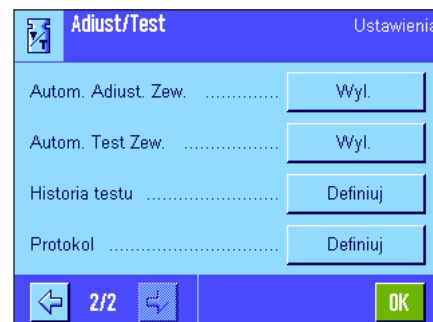 Adiust/Test Ustawienia
Autom. Adiust. Zew. .............. Wyl.
Autom. Test Zew. .................. Wyl.
Historia testu ......................... Definiuj
Protokol ................................ Definiuj
2/2 OK